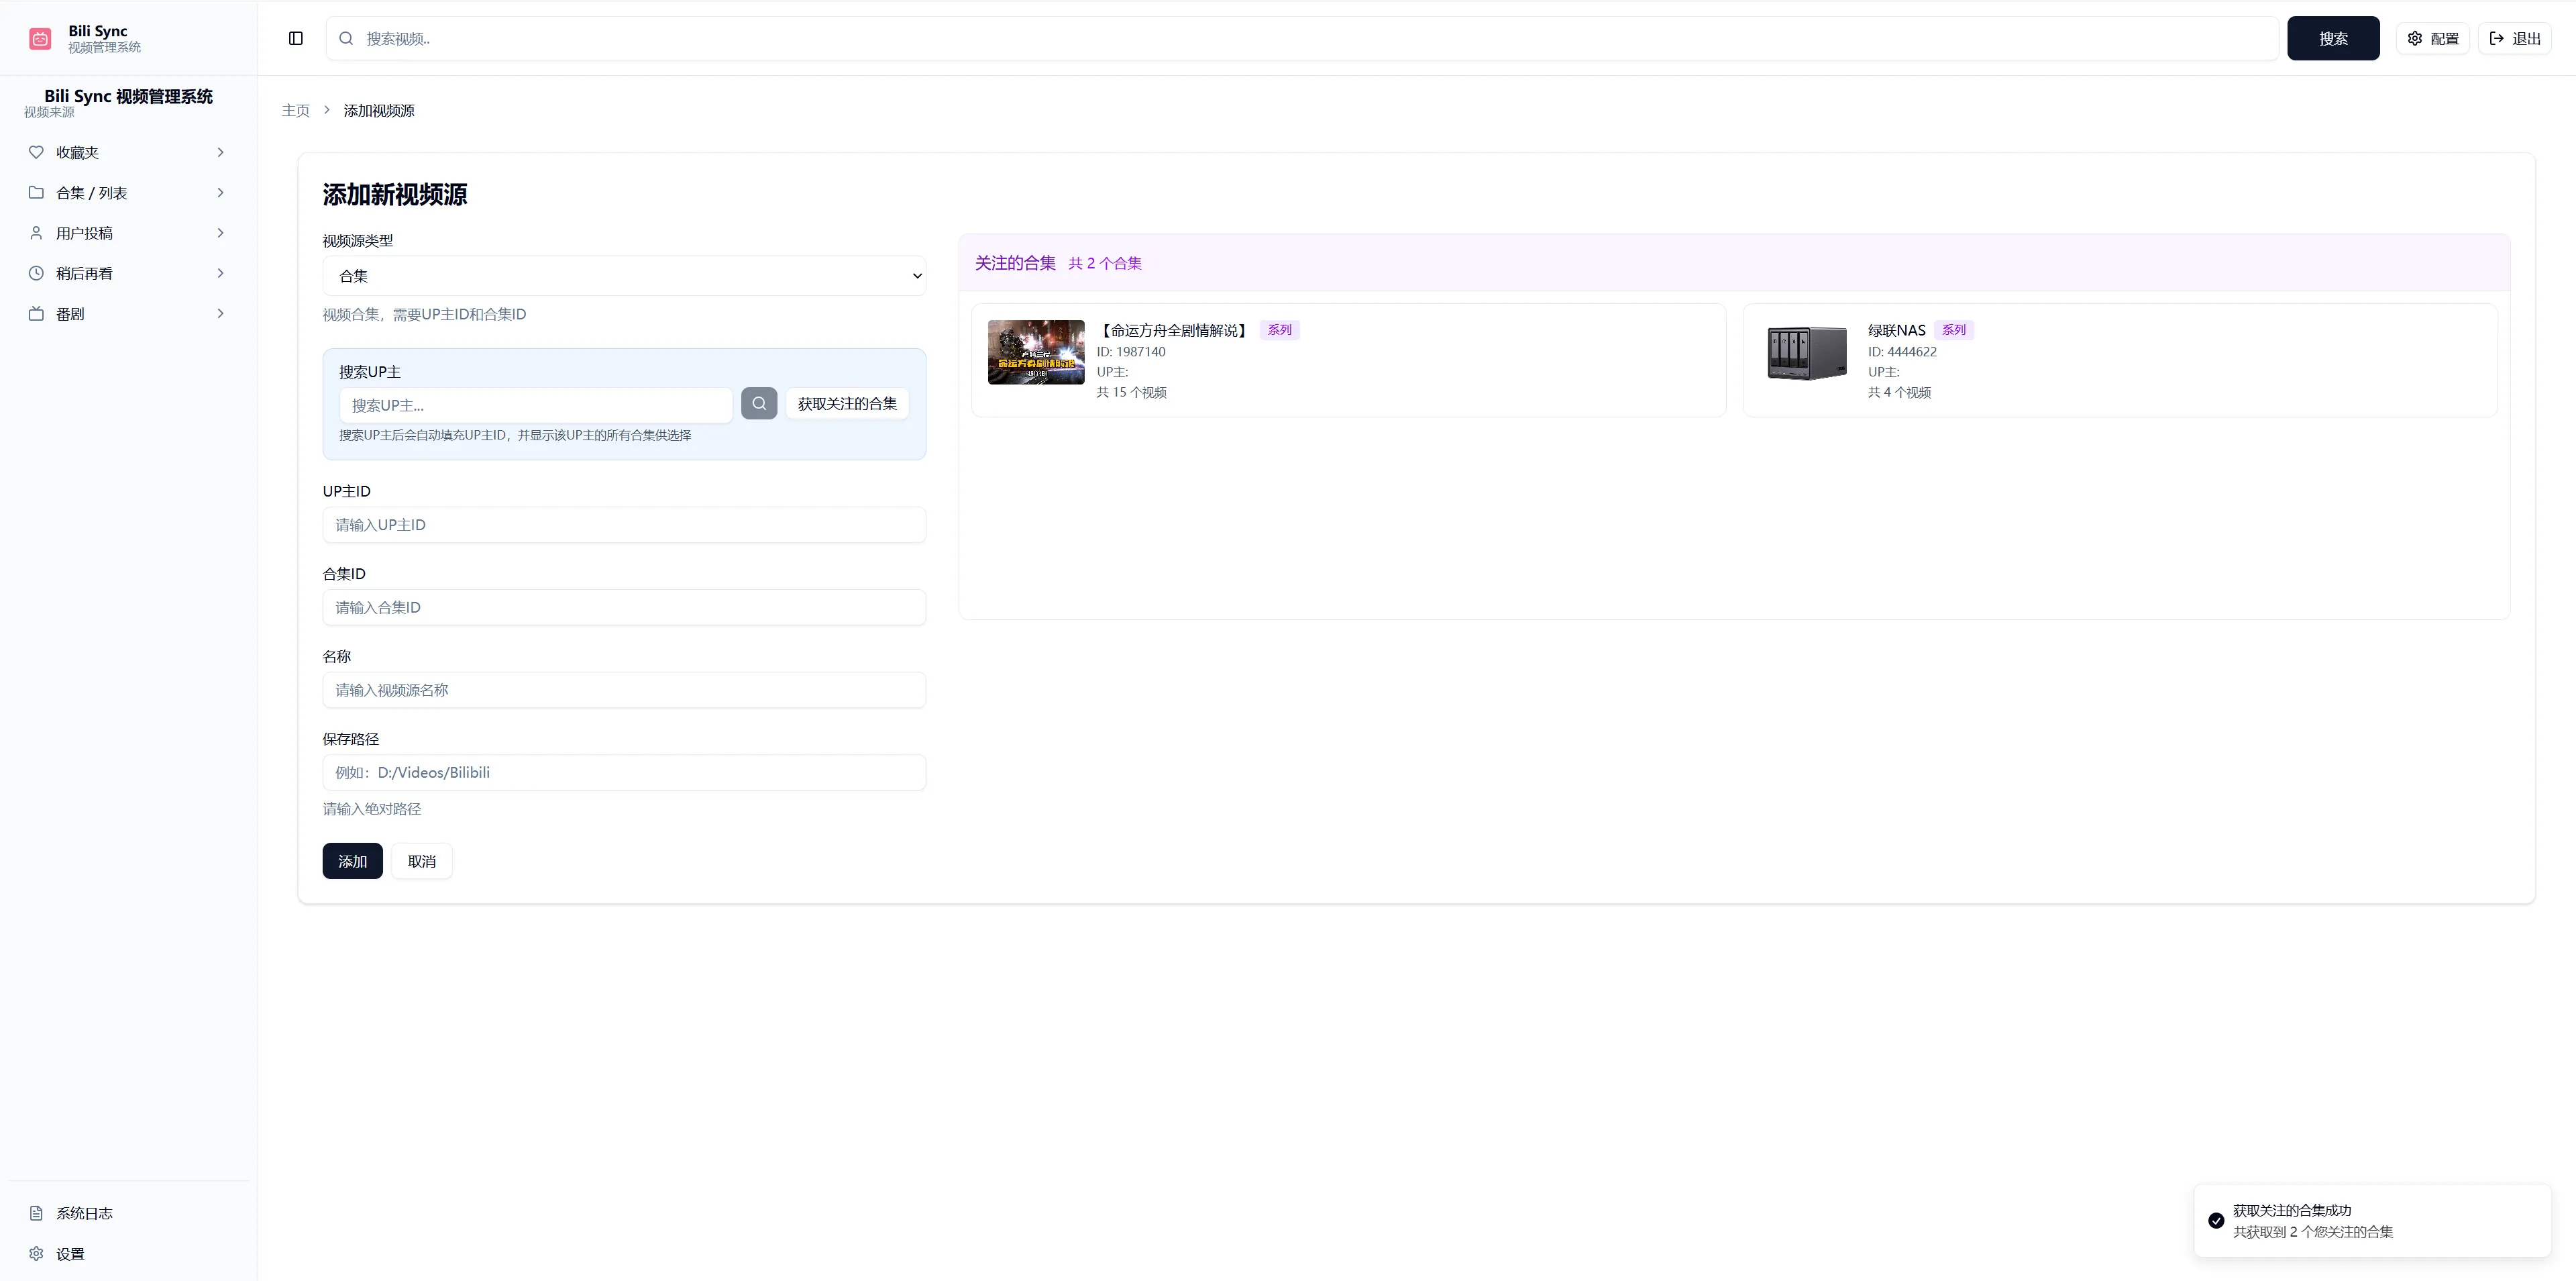 Bili Sync
视频管理系统
搜索视频..
搜索
配置
退出
Bili Sync 视频管理系统
视频来源
收藏夹
合集 / 列表
用户投稿
稍后再看
番剧
主页
添加视频源
添加新视频源
视频源类型
合集
视频合集，需要UP主ID和合集ID
搜索UP主
搜索UP主...
获取关注的合集
搜索UP主后会自动填充UP主ID，并显示该UP主的所有合集供选择
UP主ID
请输入UP主ID
合集ID
请输入合集ID
名称
请输入视频源名称
保存路径
例如：D:/Videos/Bilibili
请输入绝对路径
添加
取消
关注的合集 共 2 个合集
【命运方舟全剧情解说】 系列
ID: 1987140
UP主:
共 15 个视频
绿联NAS 系列
ID: 4444622
UP主:
共 4 个视频
系统日志
设置
获取关注的合集成功
共获取到 2 个您关注的合集